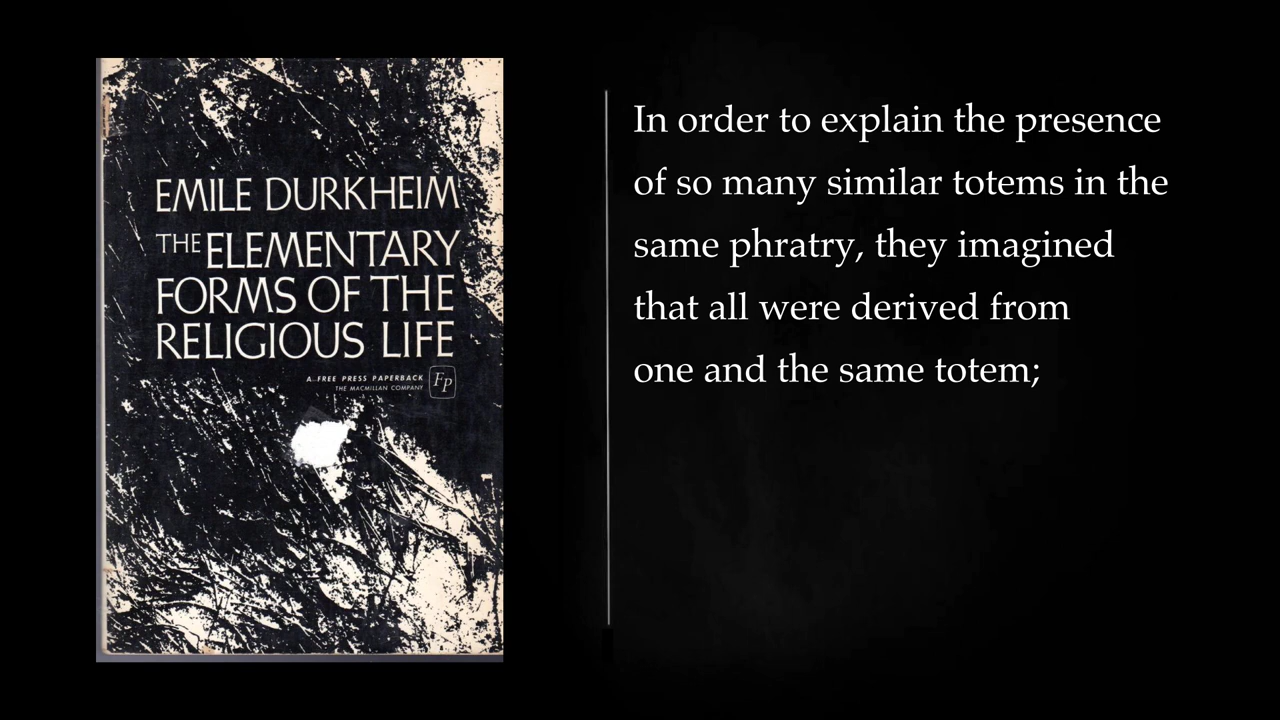 EMILE DURKHEIM
THE ELEMENTARY
FORMS OF THE
RELIGIOUS LIFE
A FREE PRESS PAPERBACK
THE MACMILLAN COMPANY
Fp
In order to explain the presence
of so many similar totems in the
same phratry, they imagined
that all were derived from
one and the same totem;